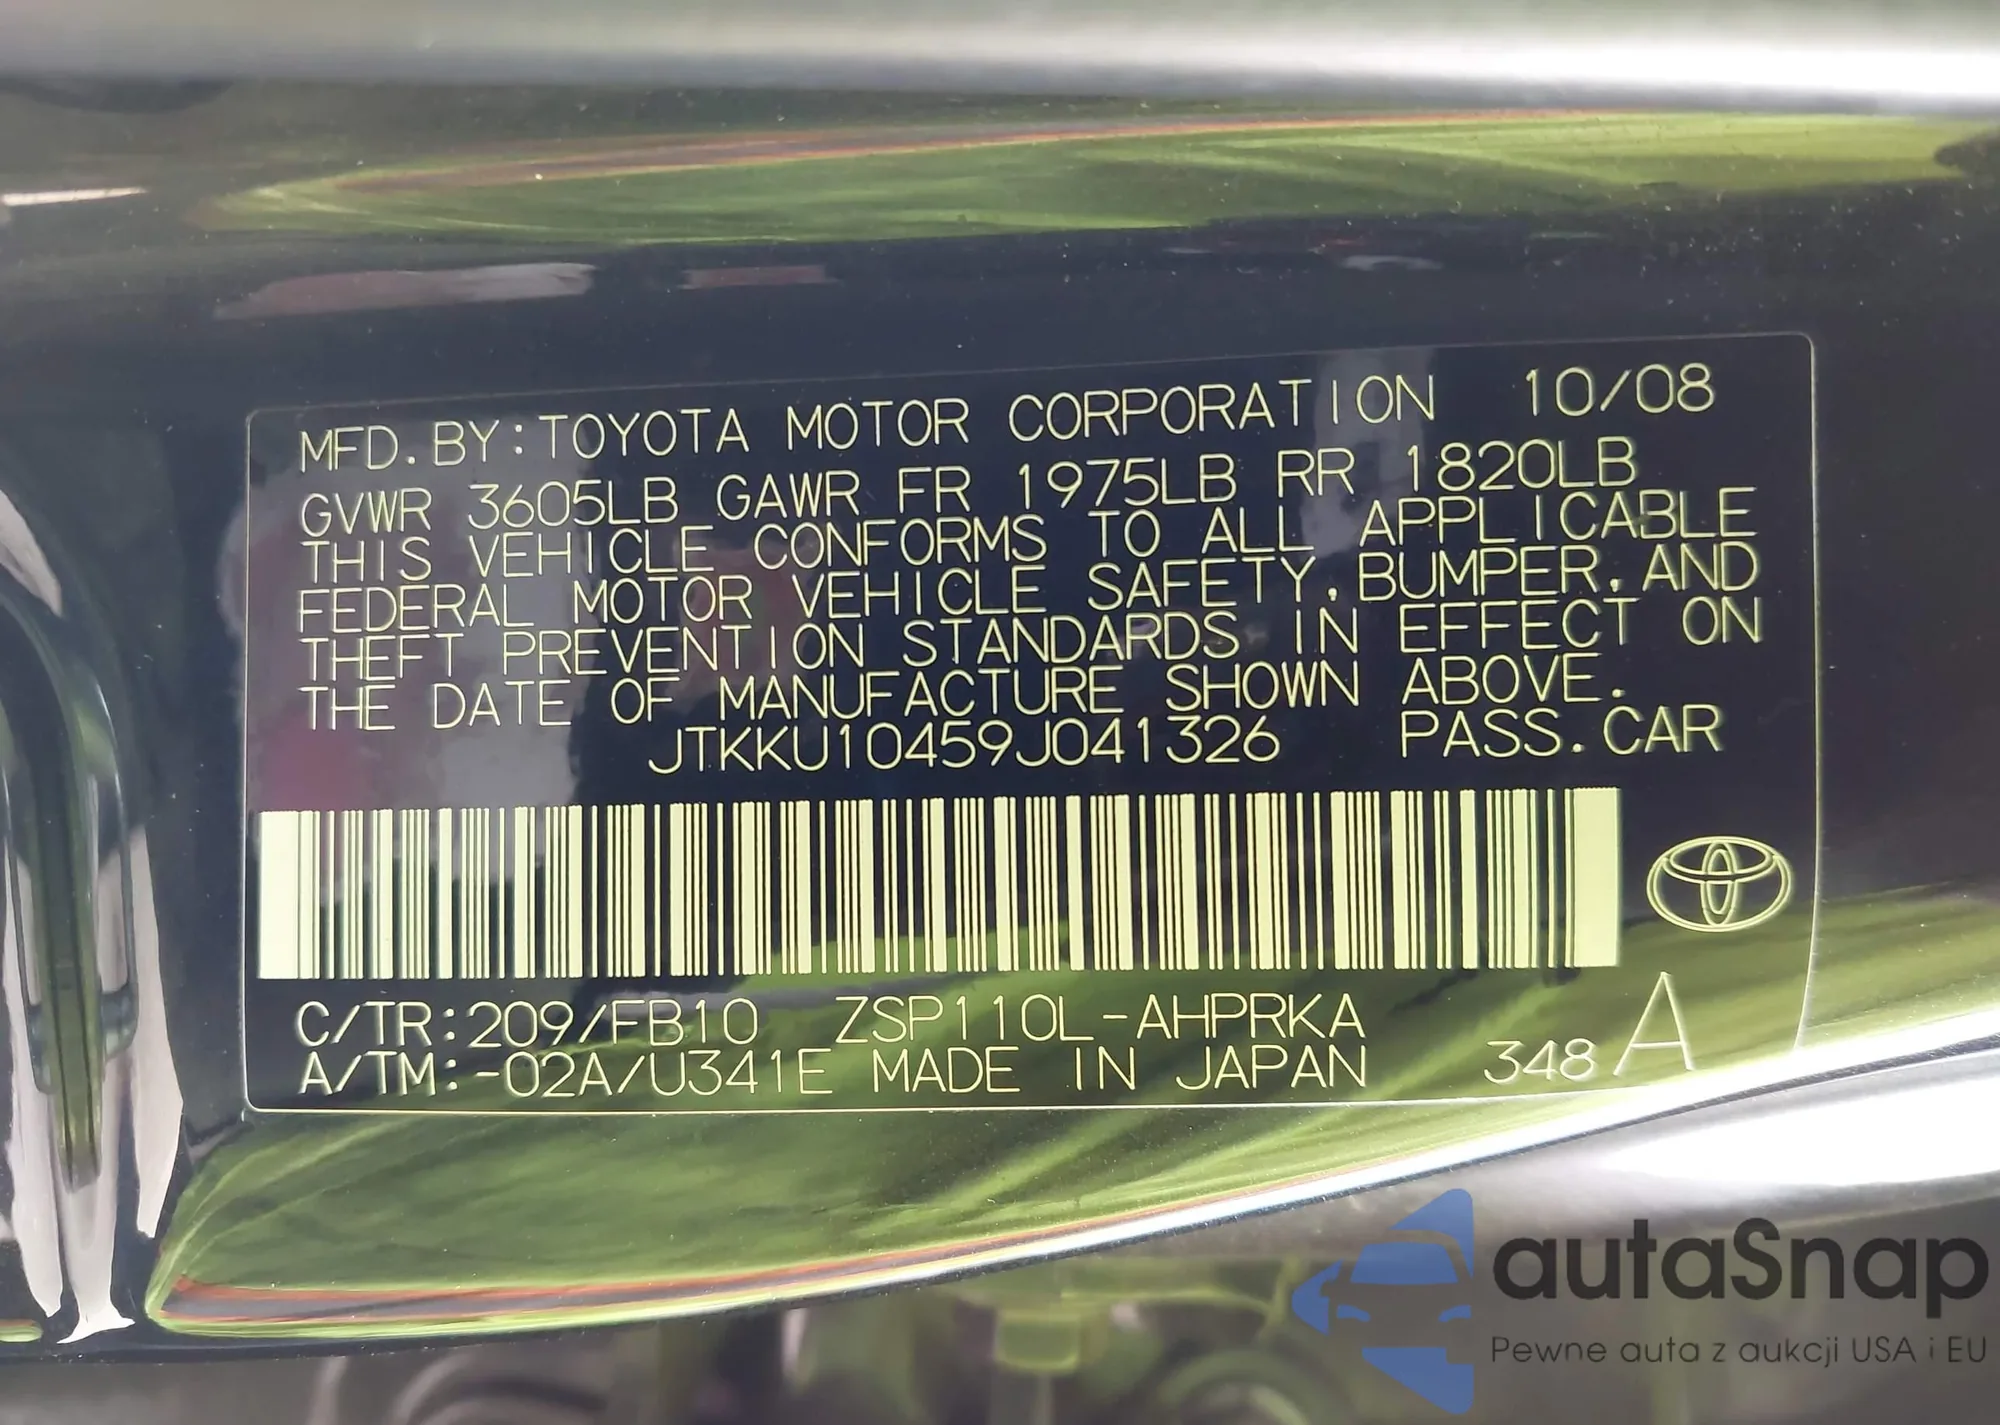 MFD.BY:TOYOTA MOTOR CORPORATION 10/08
GVWR 3605LB GAWR FR 1975LB RR 1820LB
THIS VEHICLE CONFORMS TO ALL APPLICABLE
FEDERAL MOTOR VEHICLE SAFETY,BUMPER,AND
THEFT PREVENTION STANDARDS IN EFFECT ON
THE DATE OF MANUFACTURE SHOWN ABOVE.
JTKKU10459J041326 PASS.CAR
C/TR:209/FB10 ZSP110L-AHPRKA
A/TM:-02A/U341E MADE IN JAPAN 348 A
autaSnap
Pewne auta z aukcji USA i EU